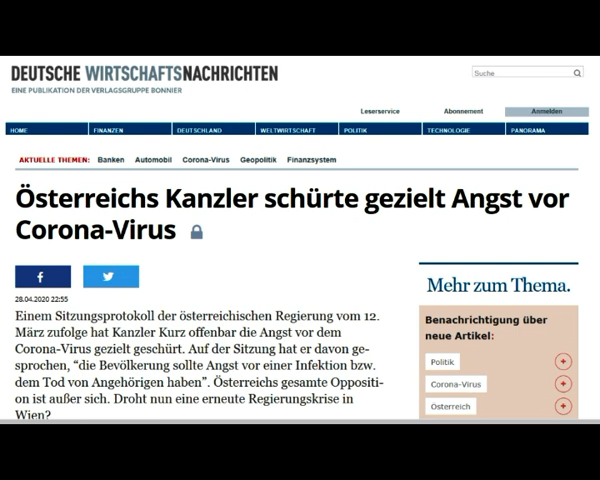 DEUTSCHE WIRTSCHAFTSNACHRICHTEN
EINE PUBLIKATION DER VERLAGSGRUPPE BONNIER
Suche
Leserservice Abonnement Anmelden
HOME FINANZEN DEUTSCHLAND WELTWIRTSCHAFT POLITIK TECHNOLOGIE PANORAMA
AKTUELLE THEMEN: Banken Automobil Corona-Virus Geopolitik Finanzsystem
Österreichs Kanzler schürte gezielt Angst vor
Corona-Virus
28.04.2020 22:55
Einem Sitzungsprotokoll der österreichischen Regierung vom 12.
März zufolge hat Kanzler Kurz offenbar die Angst vor dem
Corona-Virus gezielt geschürt. Auf der Sitzung hat er davon ge-
sprochen, “die Bevölkerung sollte Angst vor einer Infektion bzw.
dem Tod von Angehörigen haben”. Österreichs gesamte Oppositi-
on ist außer sich. Droht nun eine erneute Regierungskrise in
Wien?
Mehr zum Thema.
Benachrichtigung über
neue Artikel:
Politik
Corona-Virus
Österreich